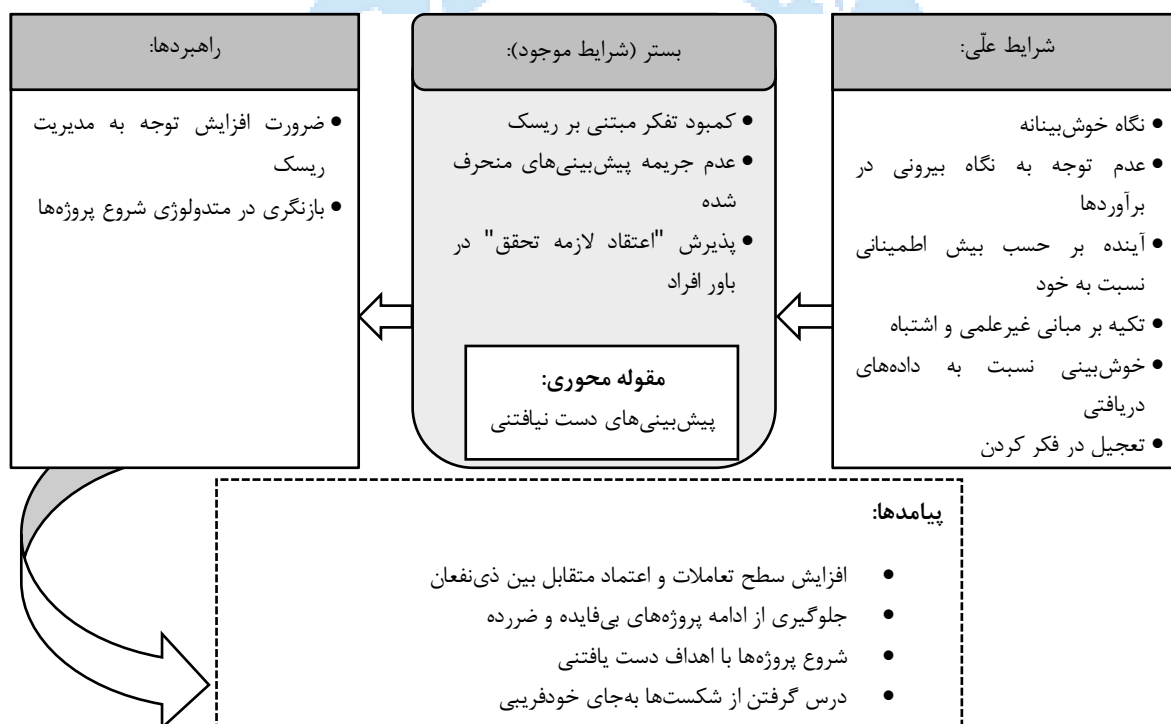 شرایط علّی:
• نگاه خوش‌بینانه
• عدم توجه به نگاه بیرونی در
برآوردها
• آینده بر حسب بیش اطمینانی
نسبت به خود
• تکیه بر مبانی غیرعلمی و اشتباه
• خوش‌بینی نسبت به داده‌های
دریافتی
• تعجیل در فکر کردن
بستر (شرایط موجود):
• کمبود تفکر مبتنی بر ریسک
• عدم جریمه پیش‌بینی‌های منحرف
شده
• پذیرش "اعتقاد لازمه تحقق" در
باور افراد
مقوله محوری:
پیش‌بینی‌های دست نیافتنی
راهبردها:
• ضرورت افزایش توجه به مدیریت
ریسک
• بازنگری در متدولوژی شروع پروژه‌ها
پیامدها:
• افزایش سطح تعاملات و اعتماد متقابل بین ذی‌نفعان
• جلوگیری از ادامه پروژه‌های بی‌فایده و ضررده
• شروع پروژه‌ها با اهداف دست یافتنی
• درس گرفتن از شکست‌ها به‌جای خودفریبی